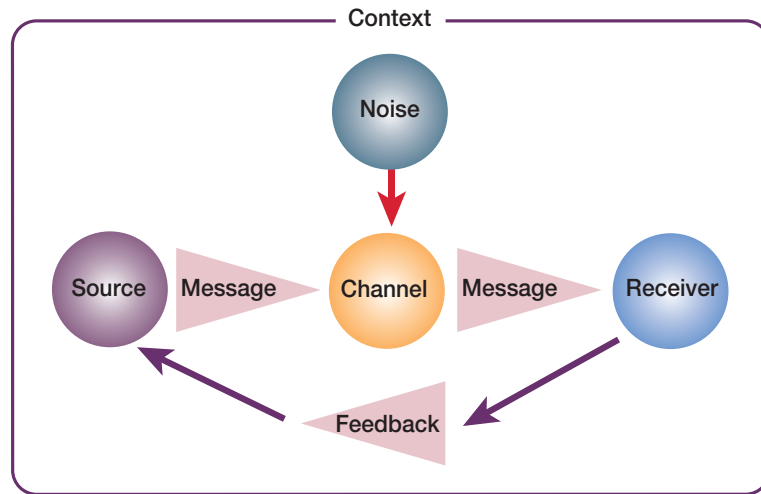 Context
Noise
Source
Message
Channel
Message
Receiver
Feedback